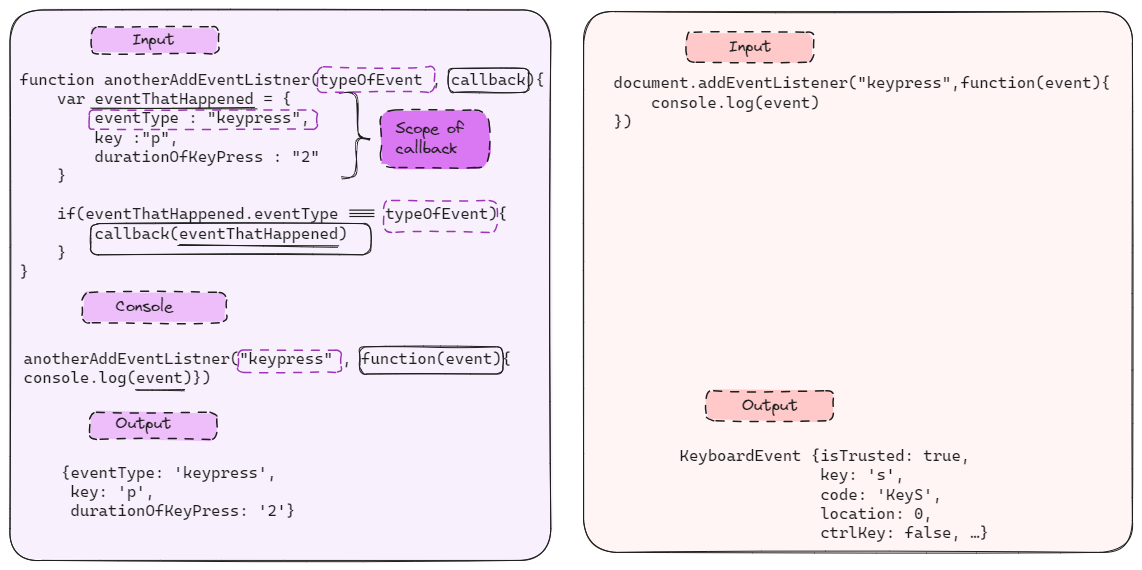 Input
function anotherAddEventListner(typeOfEvent, callback){
var eventThatHappened = {
eventType : "keypress",
key :"p",
durationOfKeyPress : "2"
}
Scope of
callback
if(eventThatHappened.eventType === typeOfEvent){
callback(eventThatHappened)
}
}
Console
anotherAddEventListner("keypress" , function(event){
console.log(event)})
Output
{eventType: 'keypress',
key: 'p',
durationOfKeyPress: '2'}
Input
document.addEventListener("keypress",function(event){
console.log(event)
})
Output
KeyboardEvent {isTrusted: true,
key: 's',
code: 'KeyS',
location: 0,
ctrlKey: false, …}